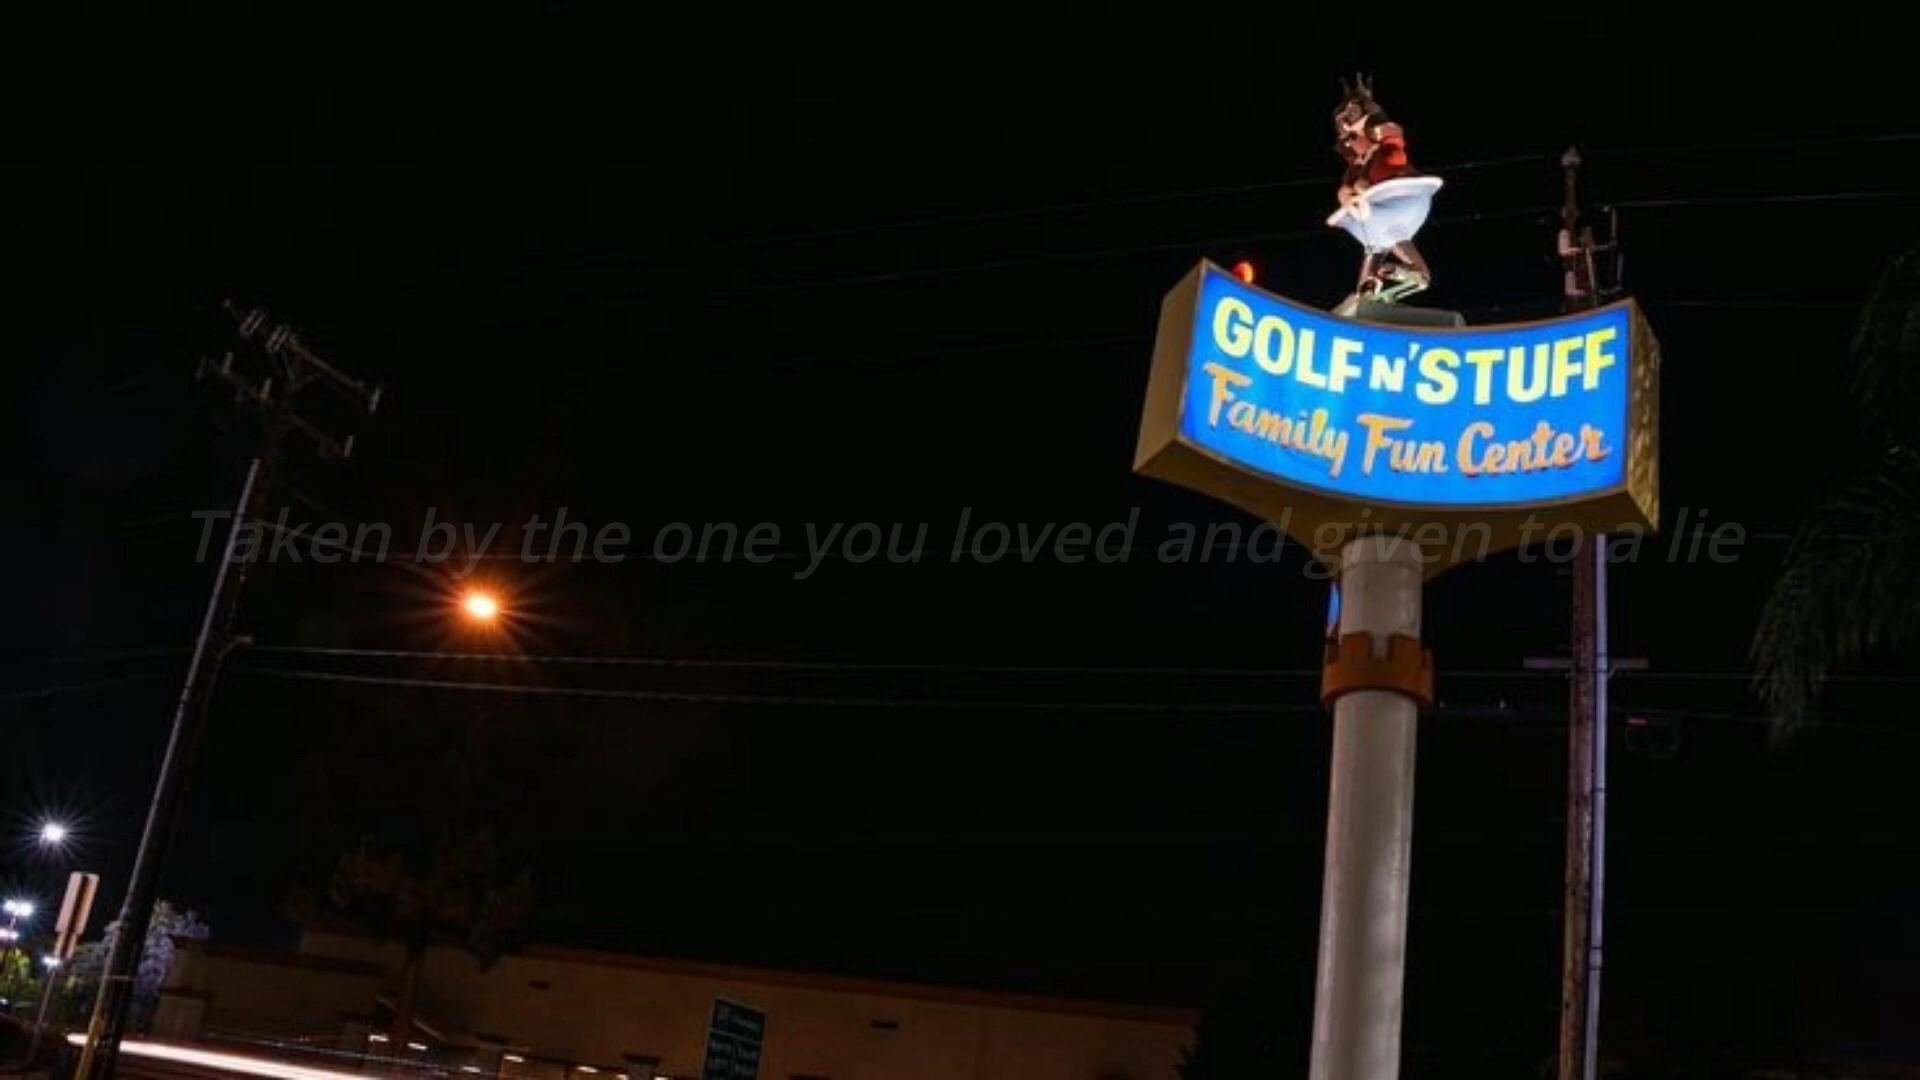 GOLF N' STUFF
Family Fun Center
Taken by the one you loved and given to a lie